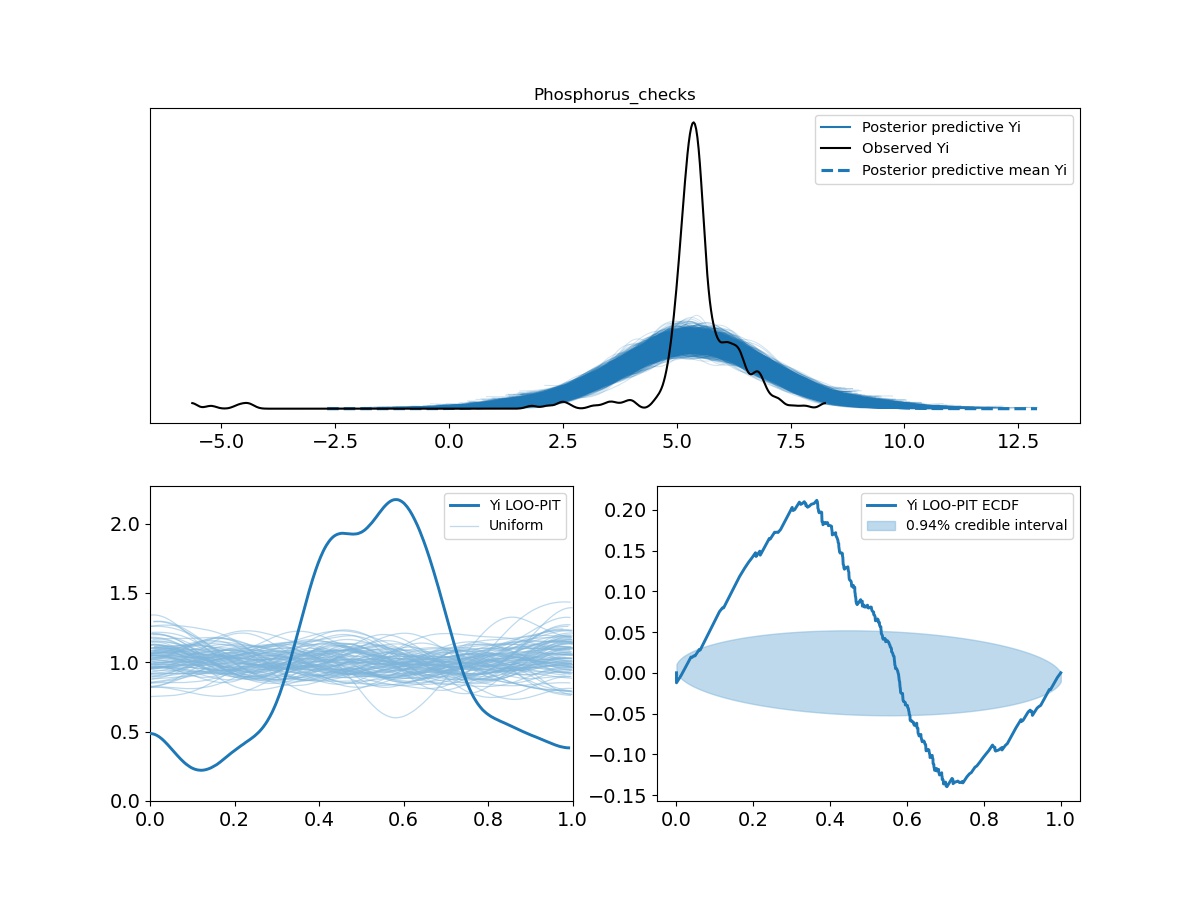 Phosphorus_checks
Posterior predictive Yi
Observed Yi
Posterior predictive mean Yi
−5.0 −2.5 0.0 2.5 5.0 7.5 10.0 12.5
Yi LOO-PIT
Uniform
2.0
1.5
1.0
0.5
0.0
0.0 0.2 0.4 0.6 0.8 1.0
Yi LOO-PIT ECDF
0.94% credible interval
0.20
0.15
0.10
0.05
0.00
−0.05
−0.10
−0.15
0.0 0.2 0.4 0.6 0.8 1.0